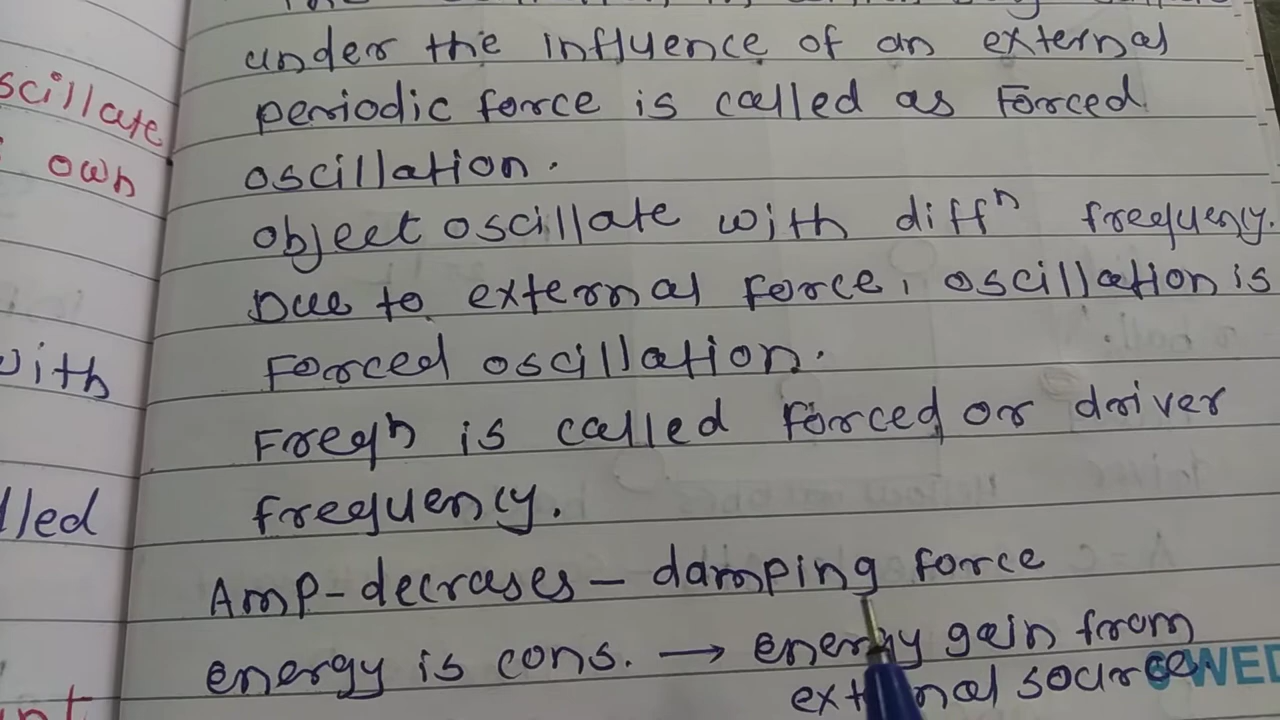 under the influence of an external
scillate
periodic force is called as Forced
own
oscillation.
object oscillate with diffⁿ frequency.
Due to external force, oscillation is
with
Forced oscillation.
Freqⁿ is called forced or driver
lled
frequency.
Amp-decrases - damping force
energy is cons. → energy gain from
external source